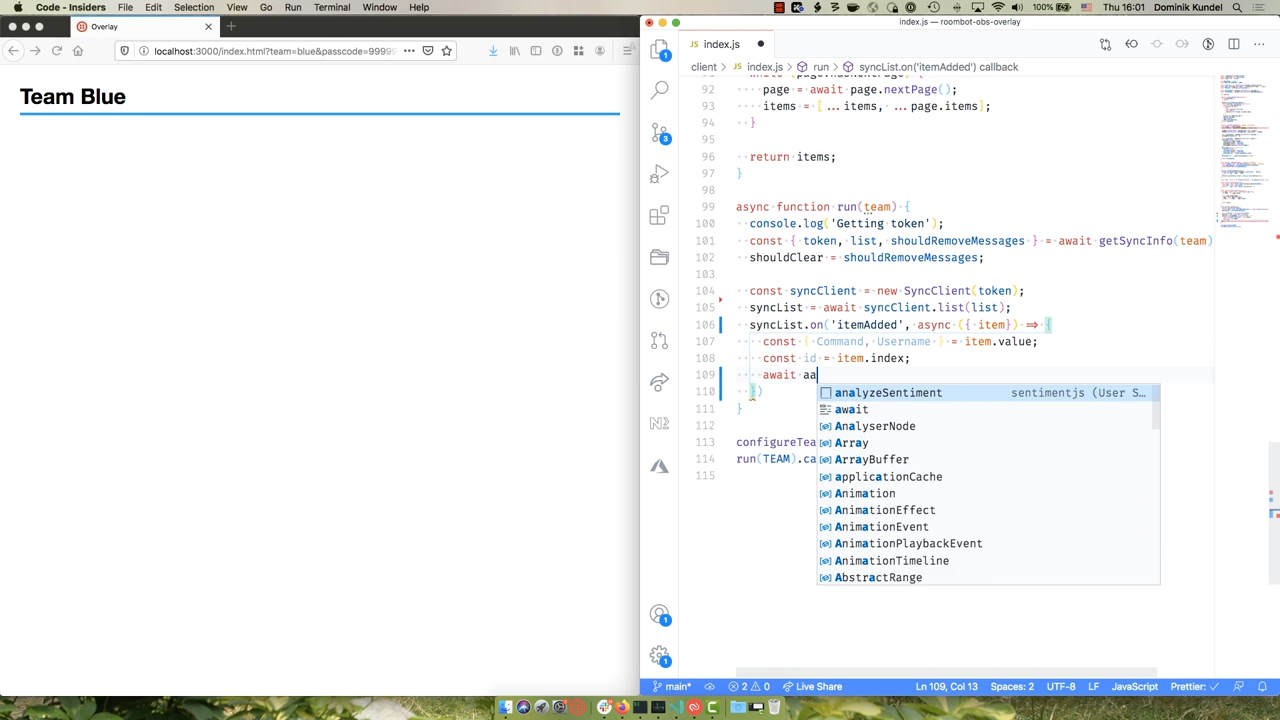 Code - Insiders File Edit Selection View Go Run Terminal Window Help
100% Thu 16:01 Dominik Kundel
Overlay
localhost:3000/index.html?team=blue&passcode=99999
Team Blue
index.js — roombot-obs-overlay
index.js
client › JS index.js › run › syncList.on('itemAdded') callback
92 page = await page.nextPage();
93 items = [...items, ...page.items];
94 }
95
96 return items;
97 }
98
99 async function run(team) {
100 console.log('Getting token');
101 const { token, list, shouldRemoveMessages } = await getSyncInfo(team)
102 shouldClear = shouldRemoveMessages;
103
104 const syncClient = new SyncClient(token);
105 syncList = await syncClient.list(list);
106 syncList.on('itemAdded', async ({ item}) => {
107 const { Command, Username } = item.value;
108 const id = item.index;
109 await aa
110 })
111 }
112
113 configureTea
114 run(TEAM).ca
115
analyzeSentiment sentimentjs (User S…
await
AnalyserNode
Array
ArrayBuffer
applicationCache
Animation
AnimationEffect
AnimationEvent
AnimationPlaybackEvent
AnimationTimeline
AbstractRange
main* 2 0 Live Share Ln 109, Col 13 Spaces: 2 UTF-8 LF JavaScript Prettier: ✓